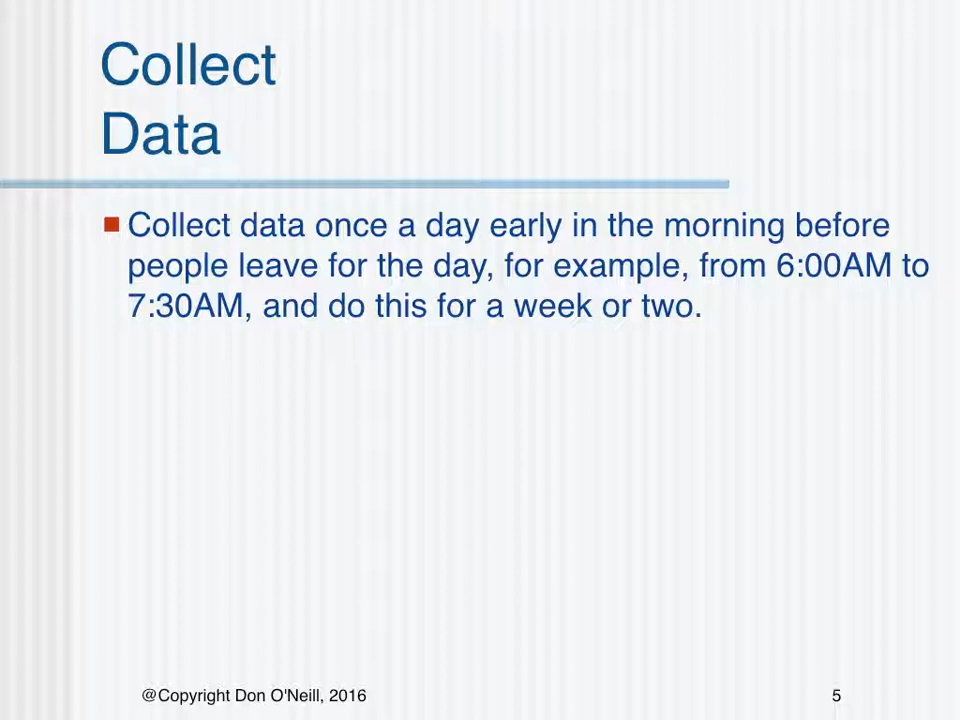 Collect
Data
Collect data once a day early in the morning before
people leave for the day, for example, from 6:00AM to
7:30AM, and do this for a week or two.
@Copyright Don O'Neill, 2016
5